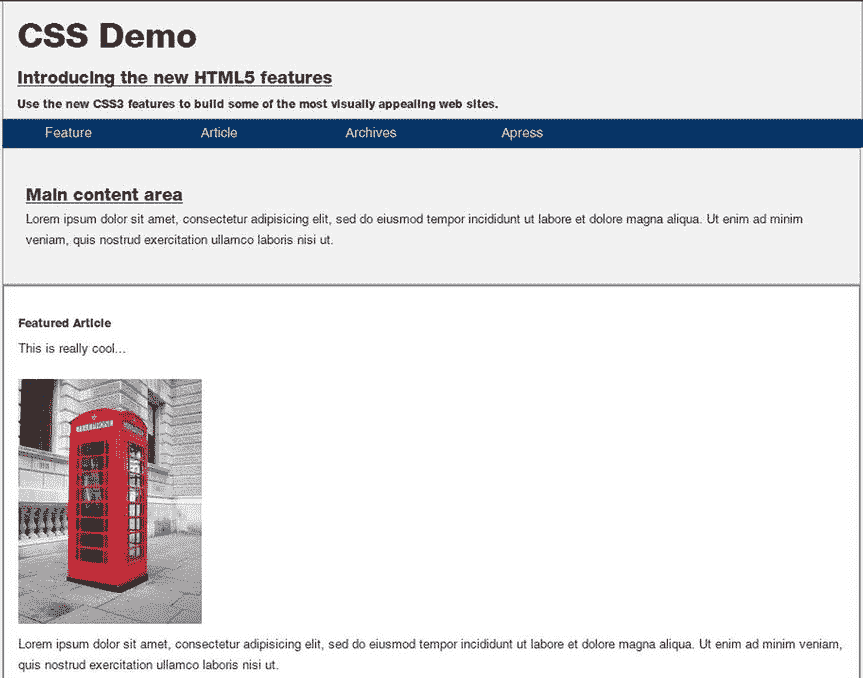 CSS Demo
Introducing the new HTML5 features
Use the new CSS3 features to build some of the most visually appealing web sites.
Feature Article Archives Apress
Main content area
Lorem ipsum dolor sit amet, consectetur adipisicing elit, sed do eiusmod tempor incididunt ut labore et dolore magna aliqua. Ut enim ad minim
veniam, quis nostrud exercitation ullamco laboris nisi ut.
Featured Article
This is really cool...
TELEPHONE
Lorem ipsum dolor sit amet, consectetur adipisicing elit, sed do eiusmod tempor incididunt ut labore et dolore magna aliqua. Ut enim ad minim veniam,
quis nostrud exercitation ullamco laboris nisi ut.